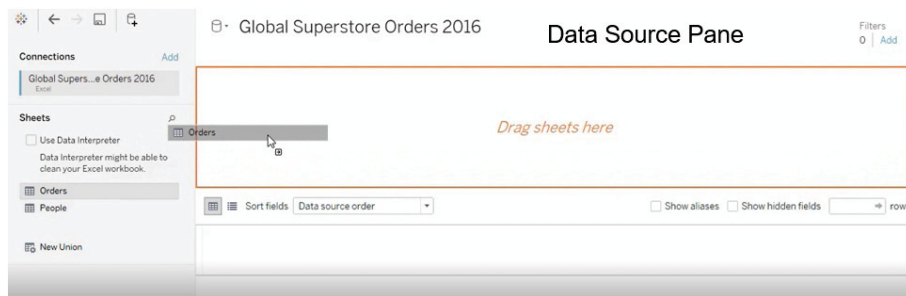 Global Superstore Orders 2016
Data Source Pane
Filters
0 Add
Connections Add
Global Supers...e Orders 2016
Excel
Sheets
Orders
Drag sheets here
Use Data Interpreter
Data Interpreter might be able to
clean your Excel workbook.
Orders
People
New Union
Sort fields Data source order
Show aliases Show hidden fields row